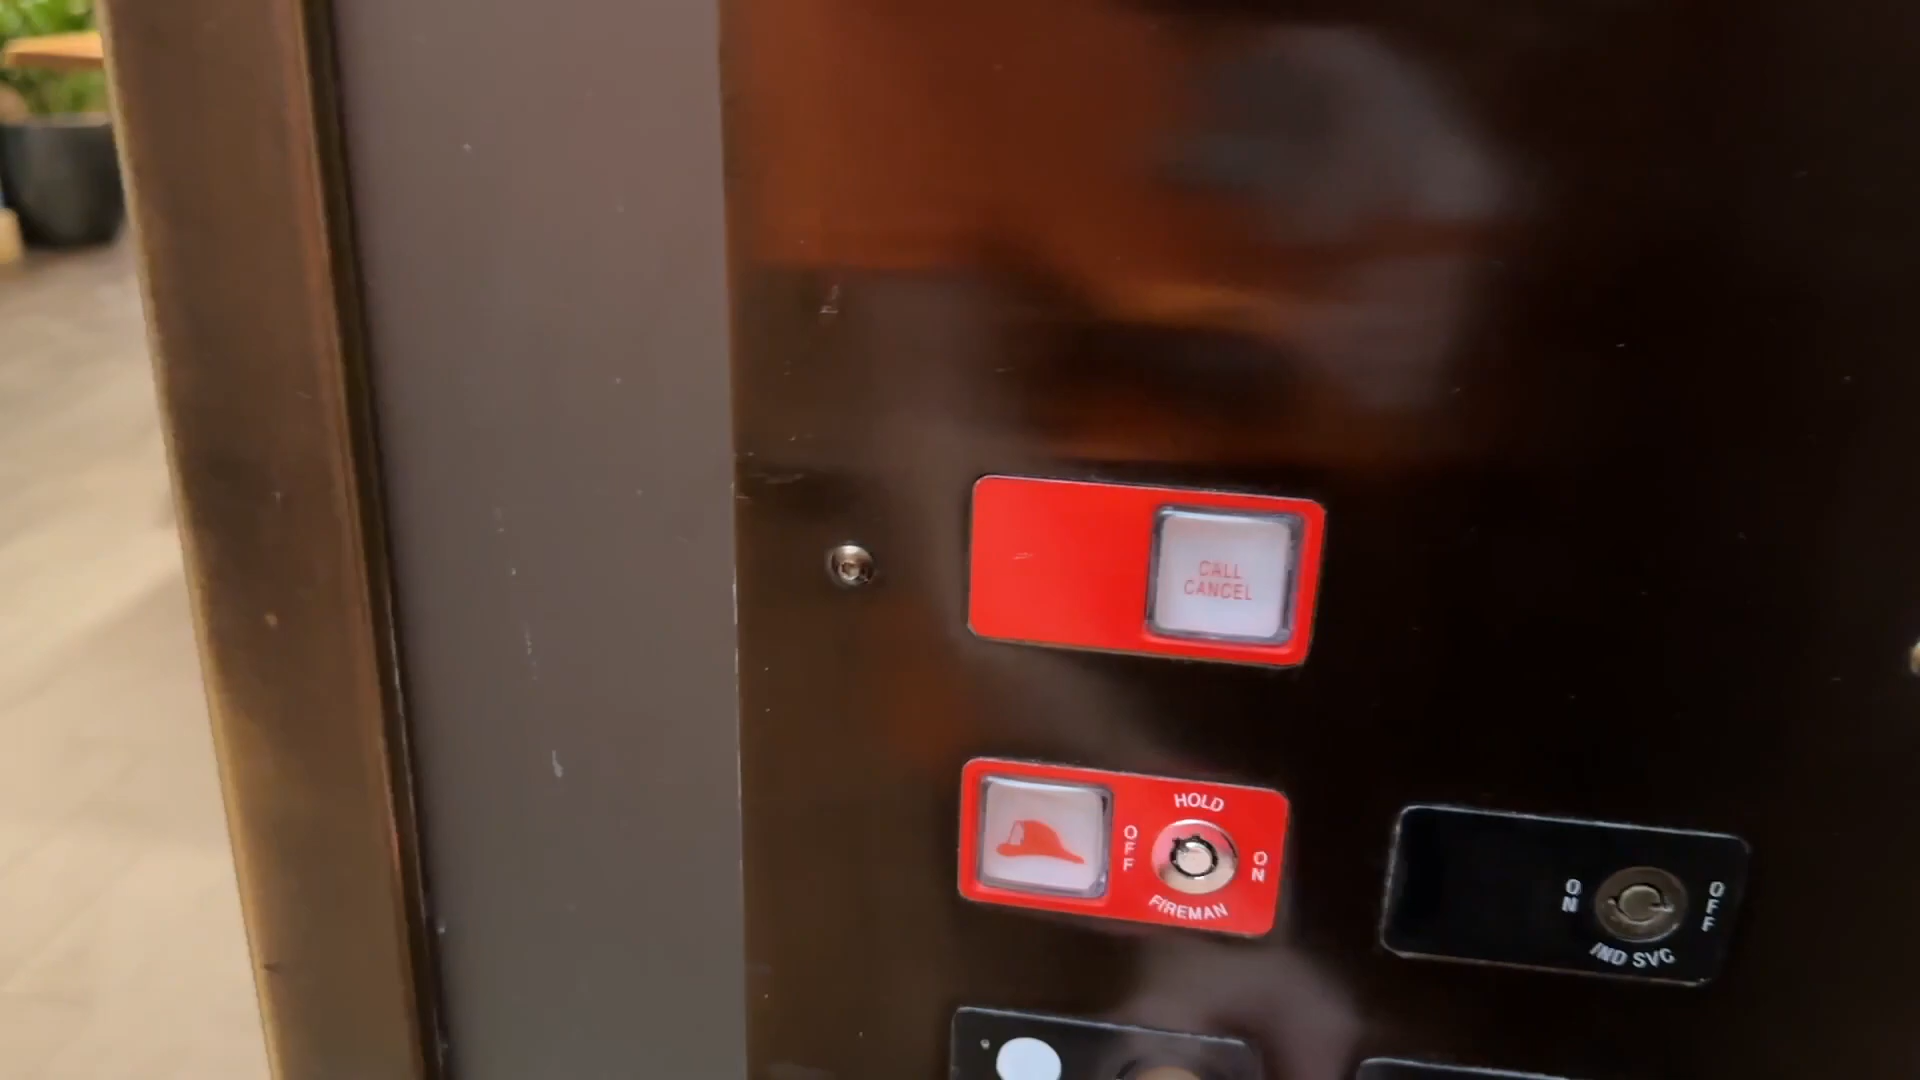 CALL
CANCEL
HOLD
OFF
ON
FIREMAN
ON
OFF
IND SVC